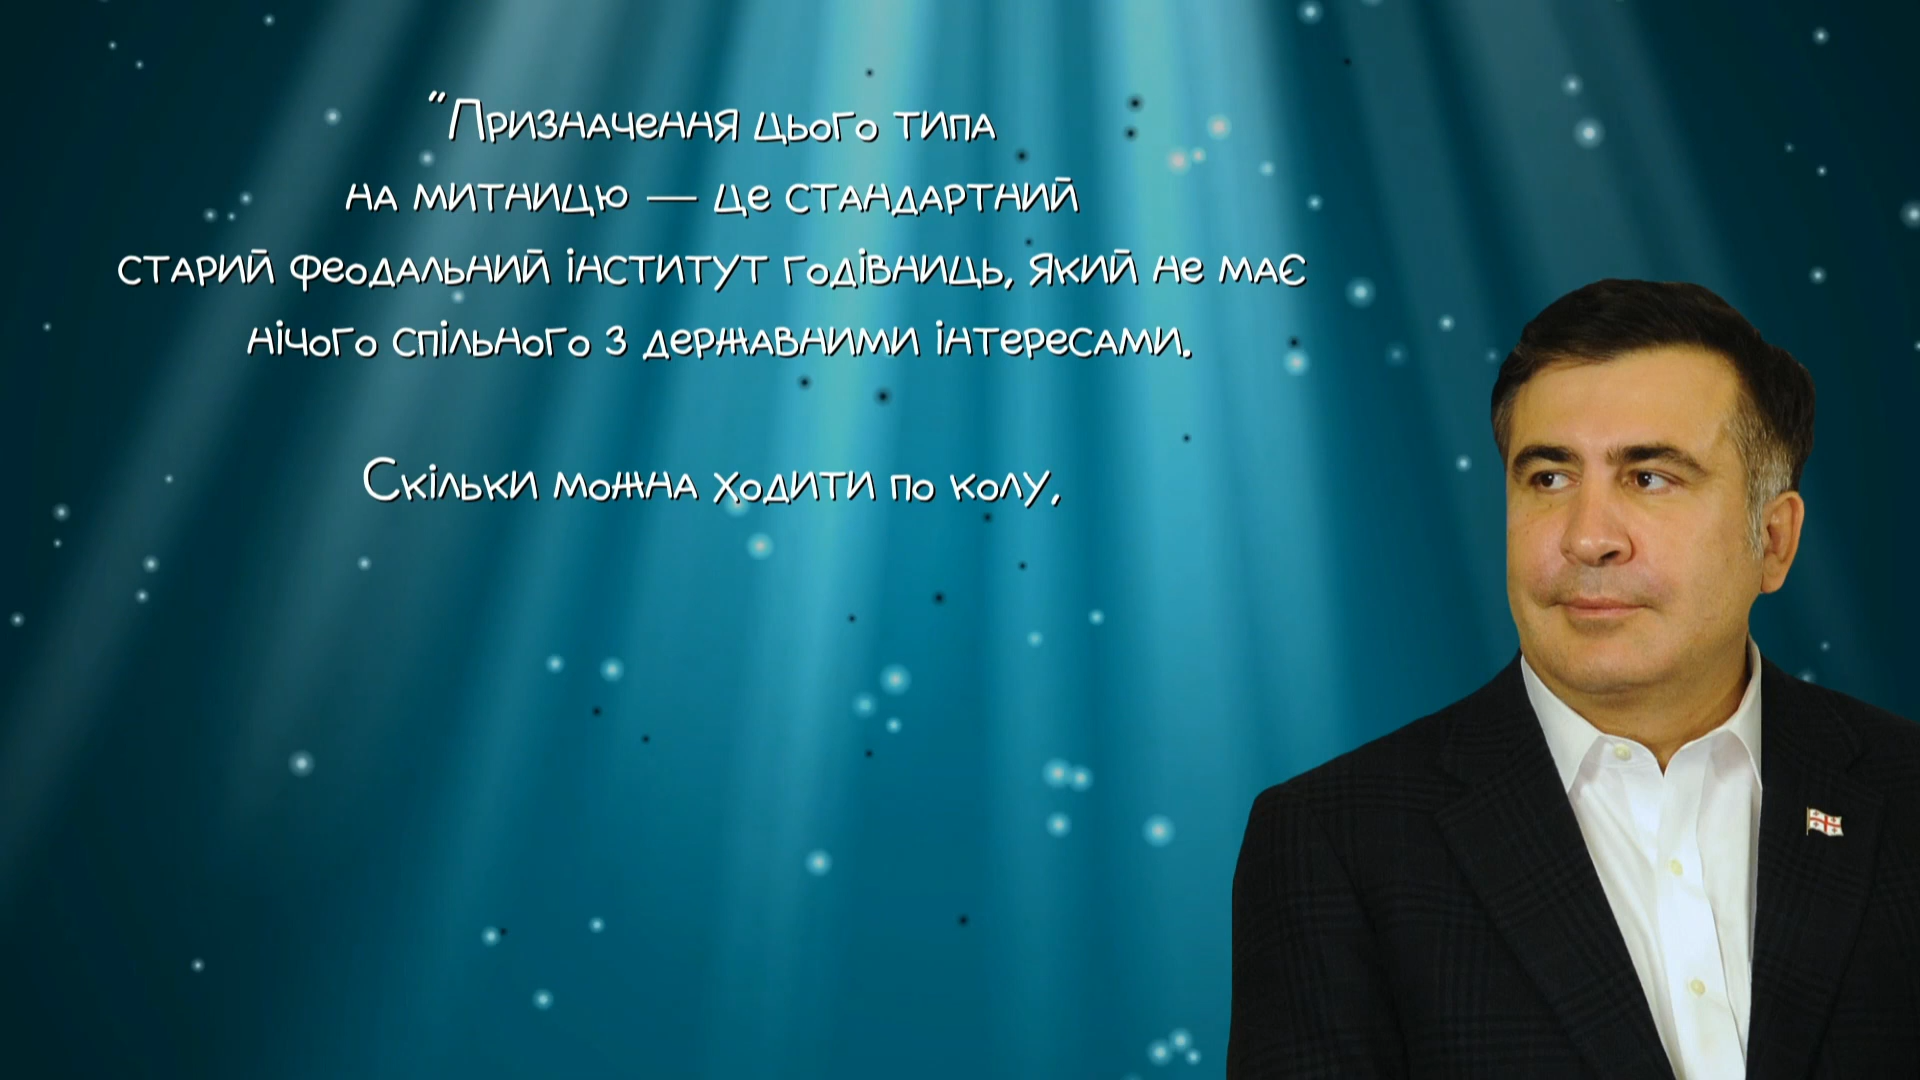 “Призначення цього типа
на митницю — це стандартний
старий феодальний інститут годівниць, який не має
нічого спільного з державними інтересами.
Скільки можна ходити по колу,